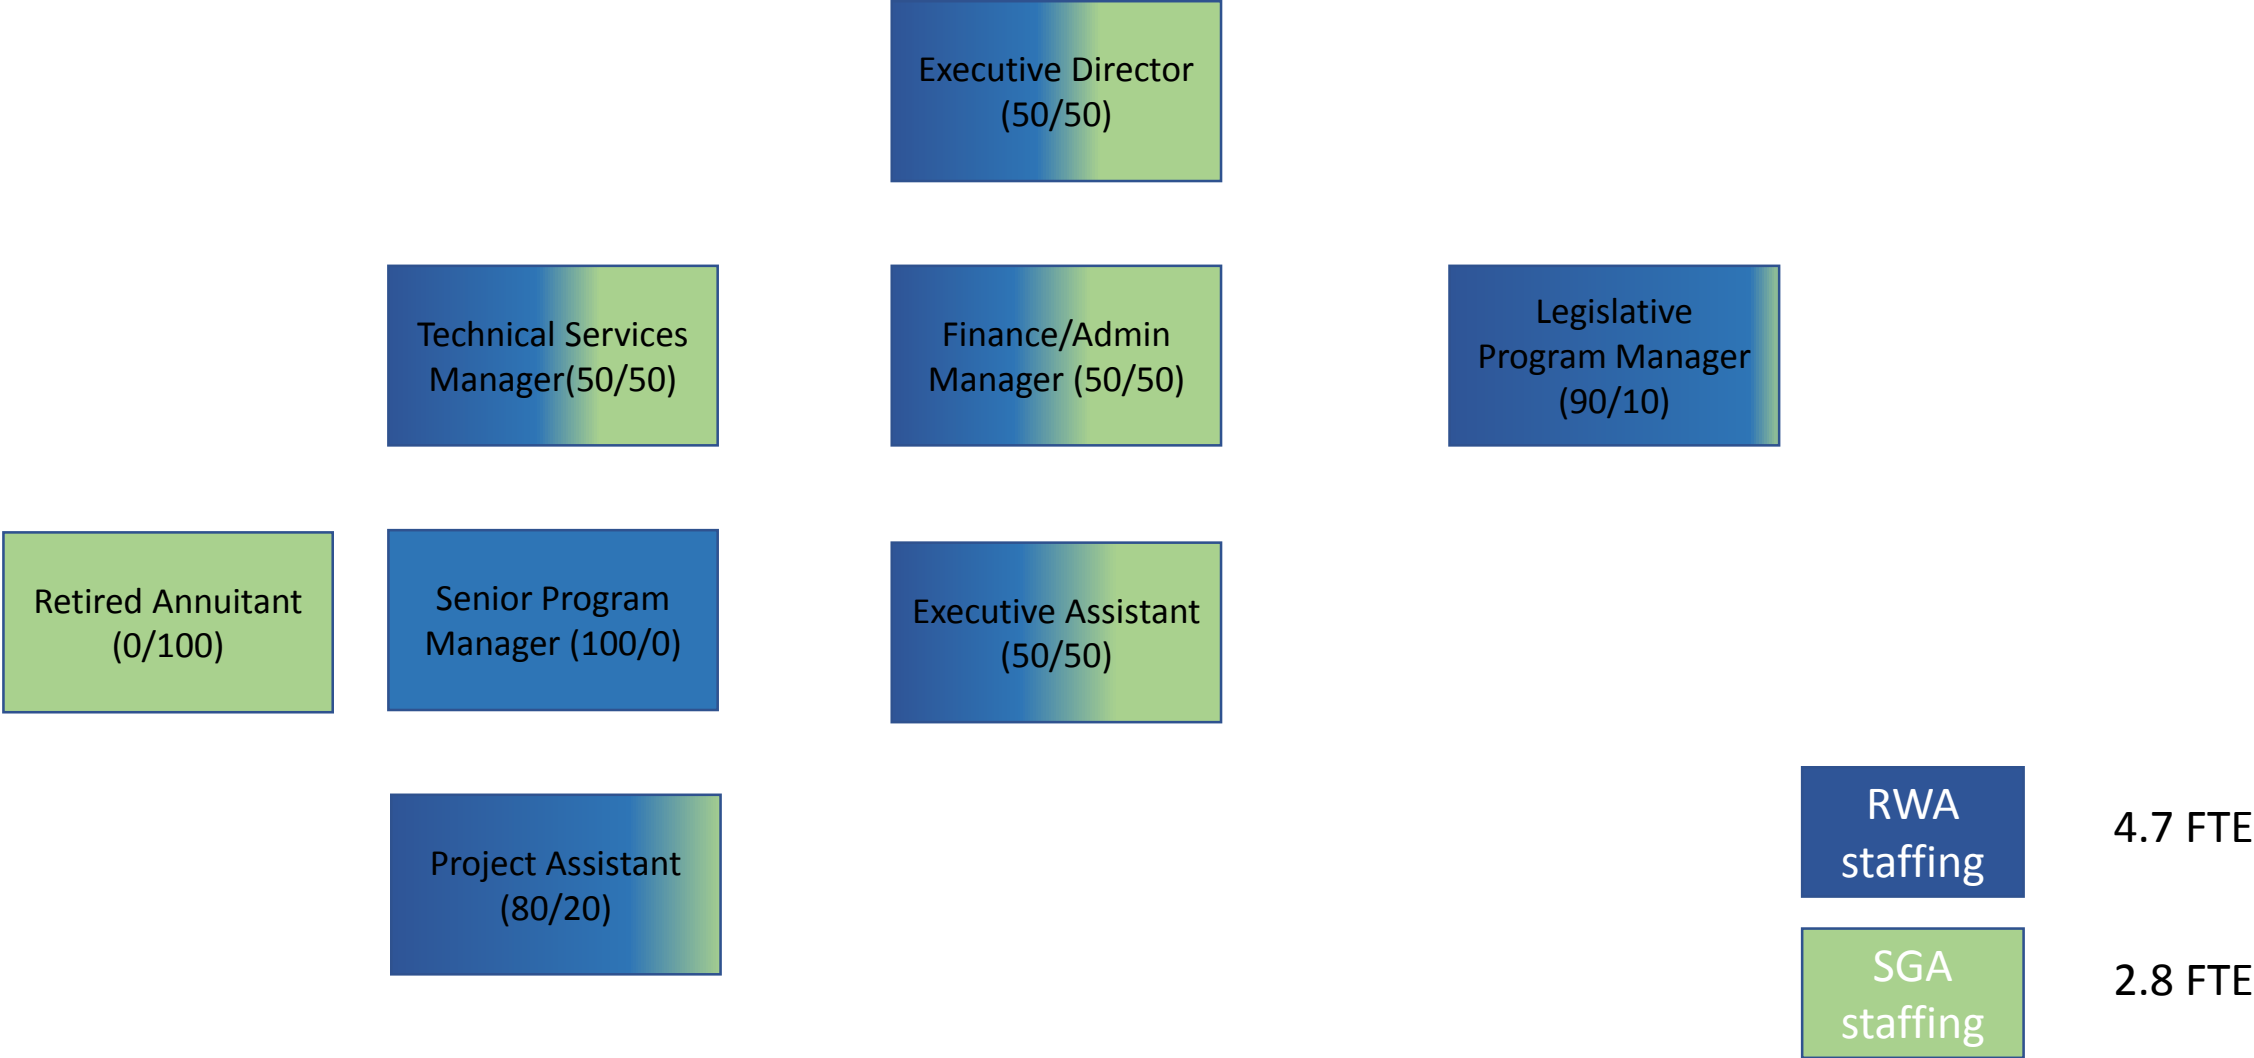 Executive Director
(50/50)
Technical Services
Manager(50/50)
Finance/Admin
Manager (50/50)
Legislative
Program Manager
(90/10)
Retired Annuitant
(0/100)
Senior Program
Manager (100/0)
Executive Assistant
(50/50)
Project Assistant
(80/20)
RWA
staffing
4.7 FTE
SGA
staffing
2.8 FTE